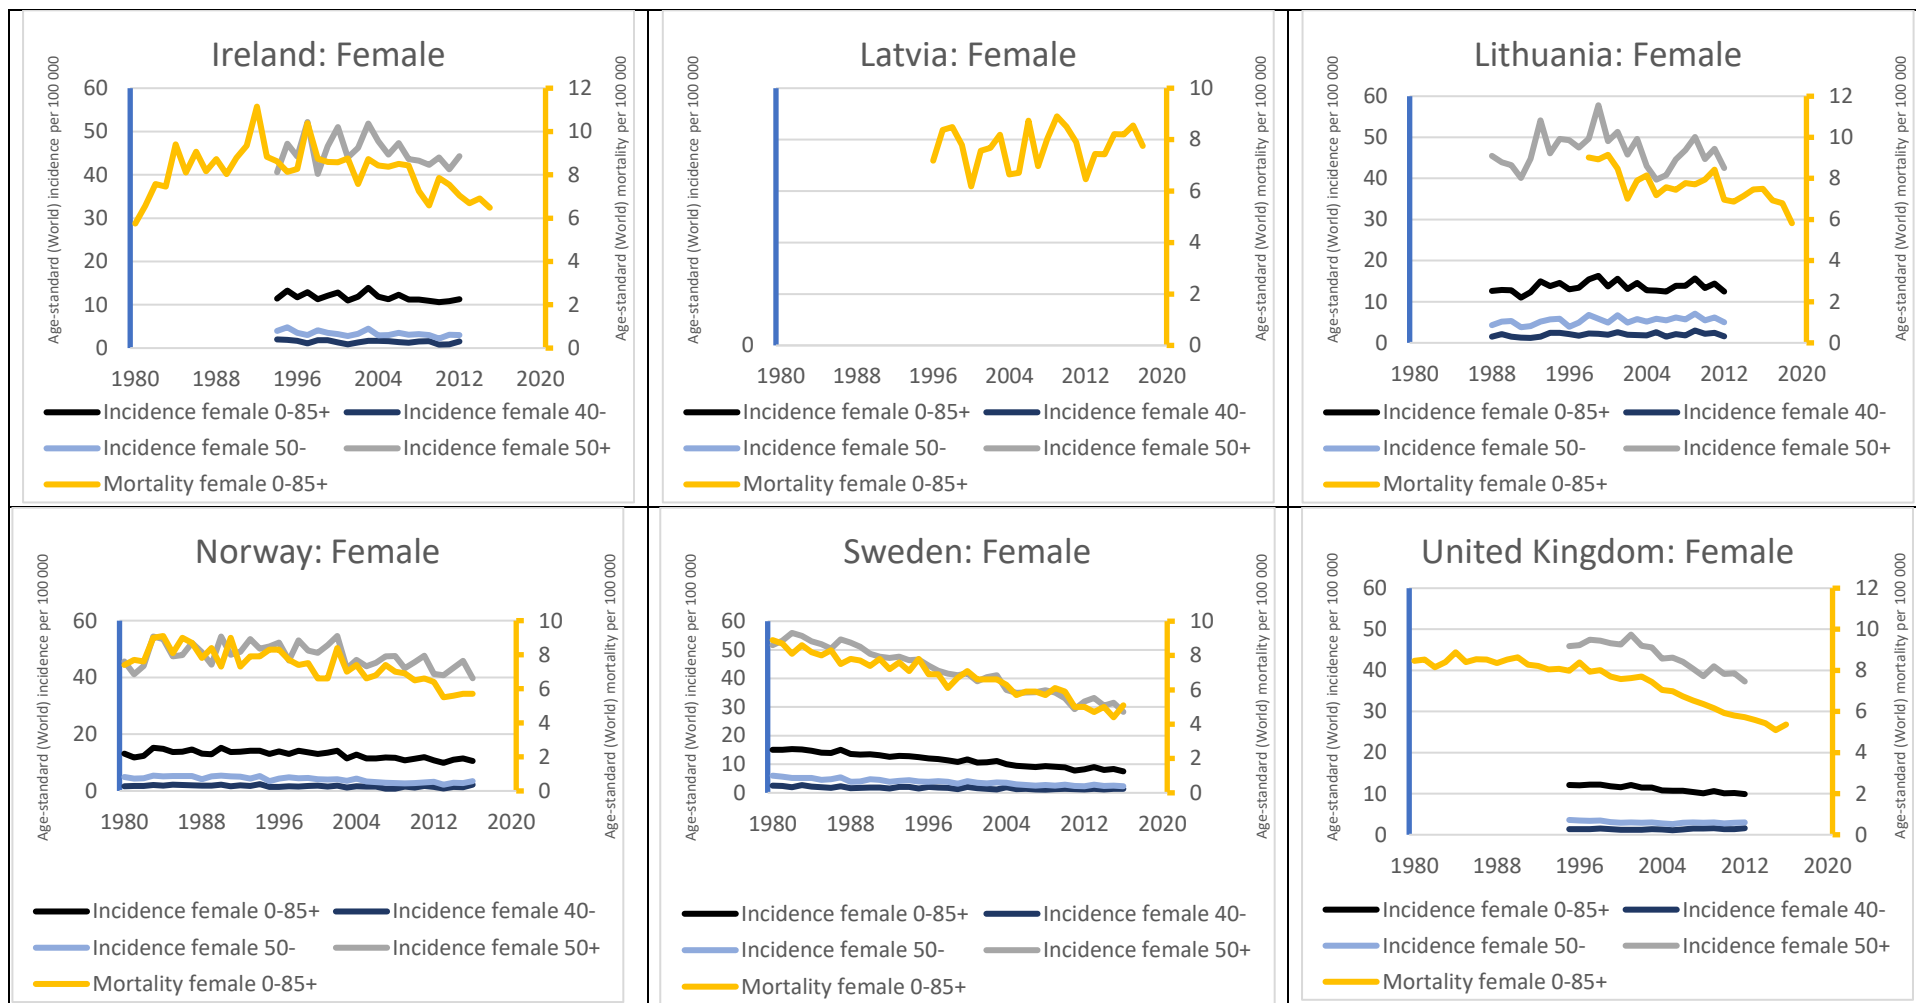 Ireland: Female
Age-standard (World) incidence per 100 000
Age-standard (World) mortality per 100 000
60
50
40
30
20
10
0
12
10
8
6
4
2
0
1980 1988 1996 2004 2012 2020
Incidence female 0-85+ Incidence female 40-
Incidence female 50- Incidence female 50+
Mortality female 0-85+
Latvia: Female
Age-standard (World) incidence per 100 000
Age-standard (World) mortality per 100 000
0
10
8
6
4
2
0
1980 1988 1996 2004 2012 2020
Incidence female 0-85+ Incidence female 40-
Incidence female 50- Incidence female 50+
Mortality female 0-85+
Lithuania: Female
Age-standard (World) incidence per 100 000
Age-standard (World) mortality per 100 000
60
50
40
30
20
10
0
12
10
8
6
4
2
0
1980 1988 1996 2004 2012 2020
Incidence female 0-85+ Incidence female 40-
Incidence female 50- Incidence female 50+
Mortality female 0-85+
Norway: Female
Age-standard (World) incidence per 100 000
Age-standard (World) mortality per 100 000
60
40
20
0
10
8
6
4
2
0
1980 1988 1996 2004 2012 2020
Incidence female 0-85+ Incidence female 40-
Incidence female 50- Incidence female 50+
Mortality female 0-85+
Sweden: Female
Age-standard (World) incidence per 100 000
Age-standard (World) mortality per 100 000
60
50
40
30
20
10
0
10
8
6
4
2
0
1980 1988 1996 2004 2012 2020
Incidence female 0-85+ Incidence female 40-
Incidence female 50- Incidence female 50+
Mortality female 0-85+
United Kingdom: Female
Age-standard (World) incidence per 100 000
Age-standard (World) mortality per 100 000
60
50
40
30
20
10
0
12
10
8
6
4
2
0
1980 1988 1996 2004 2012 2020
Incidence female 0-85+ Incidence female 40-
Incidence female 50- Incidence female 50+
Mortality female 0-85+